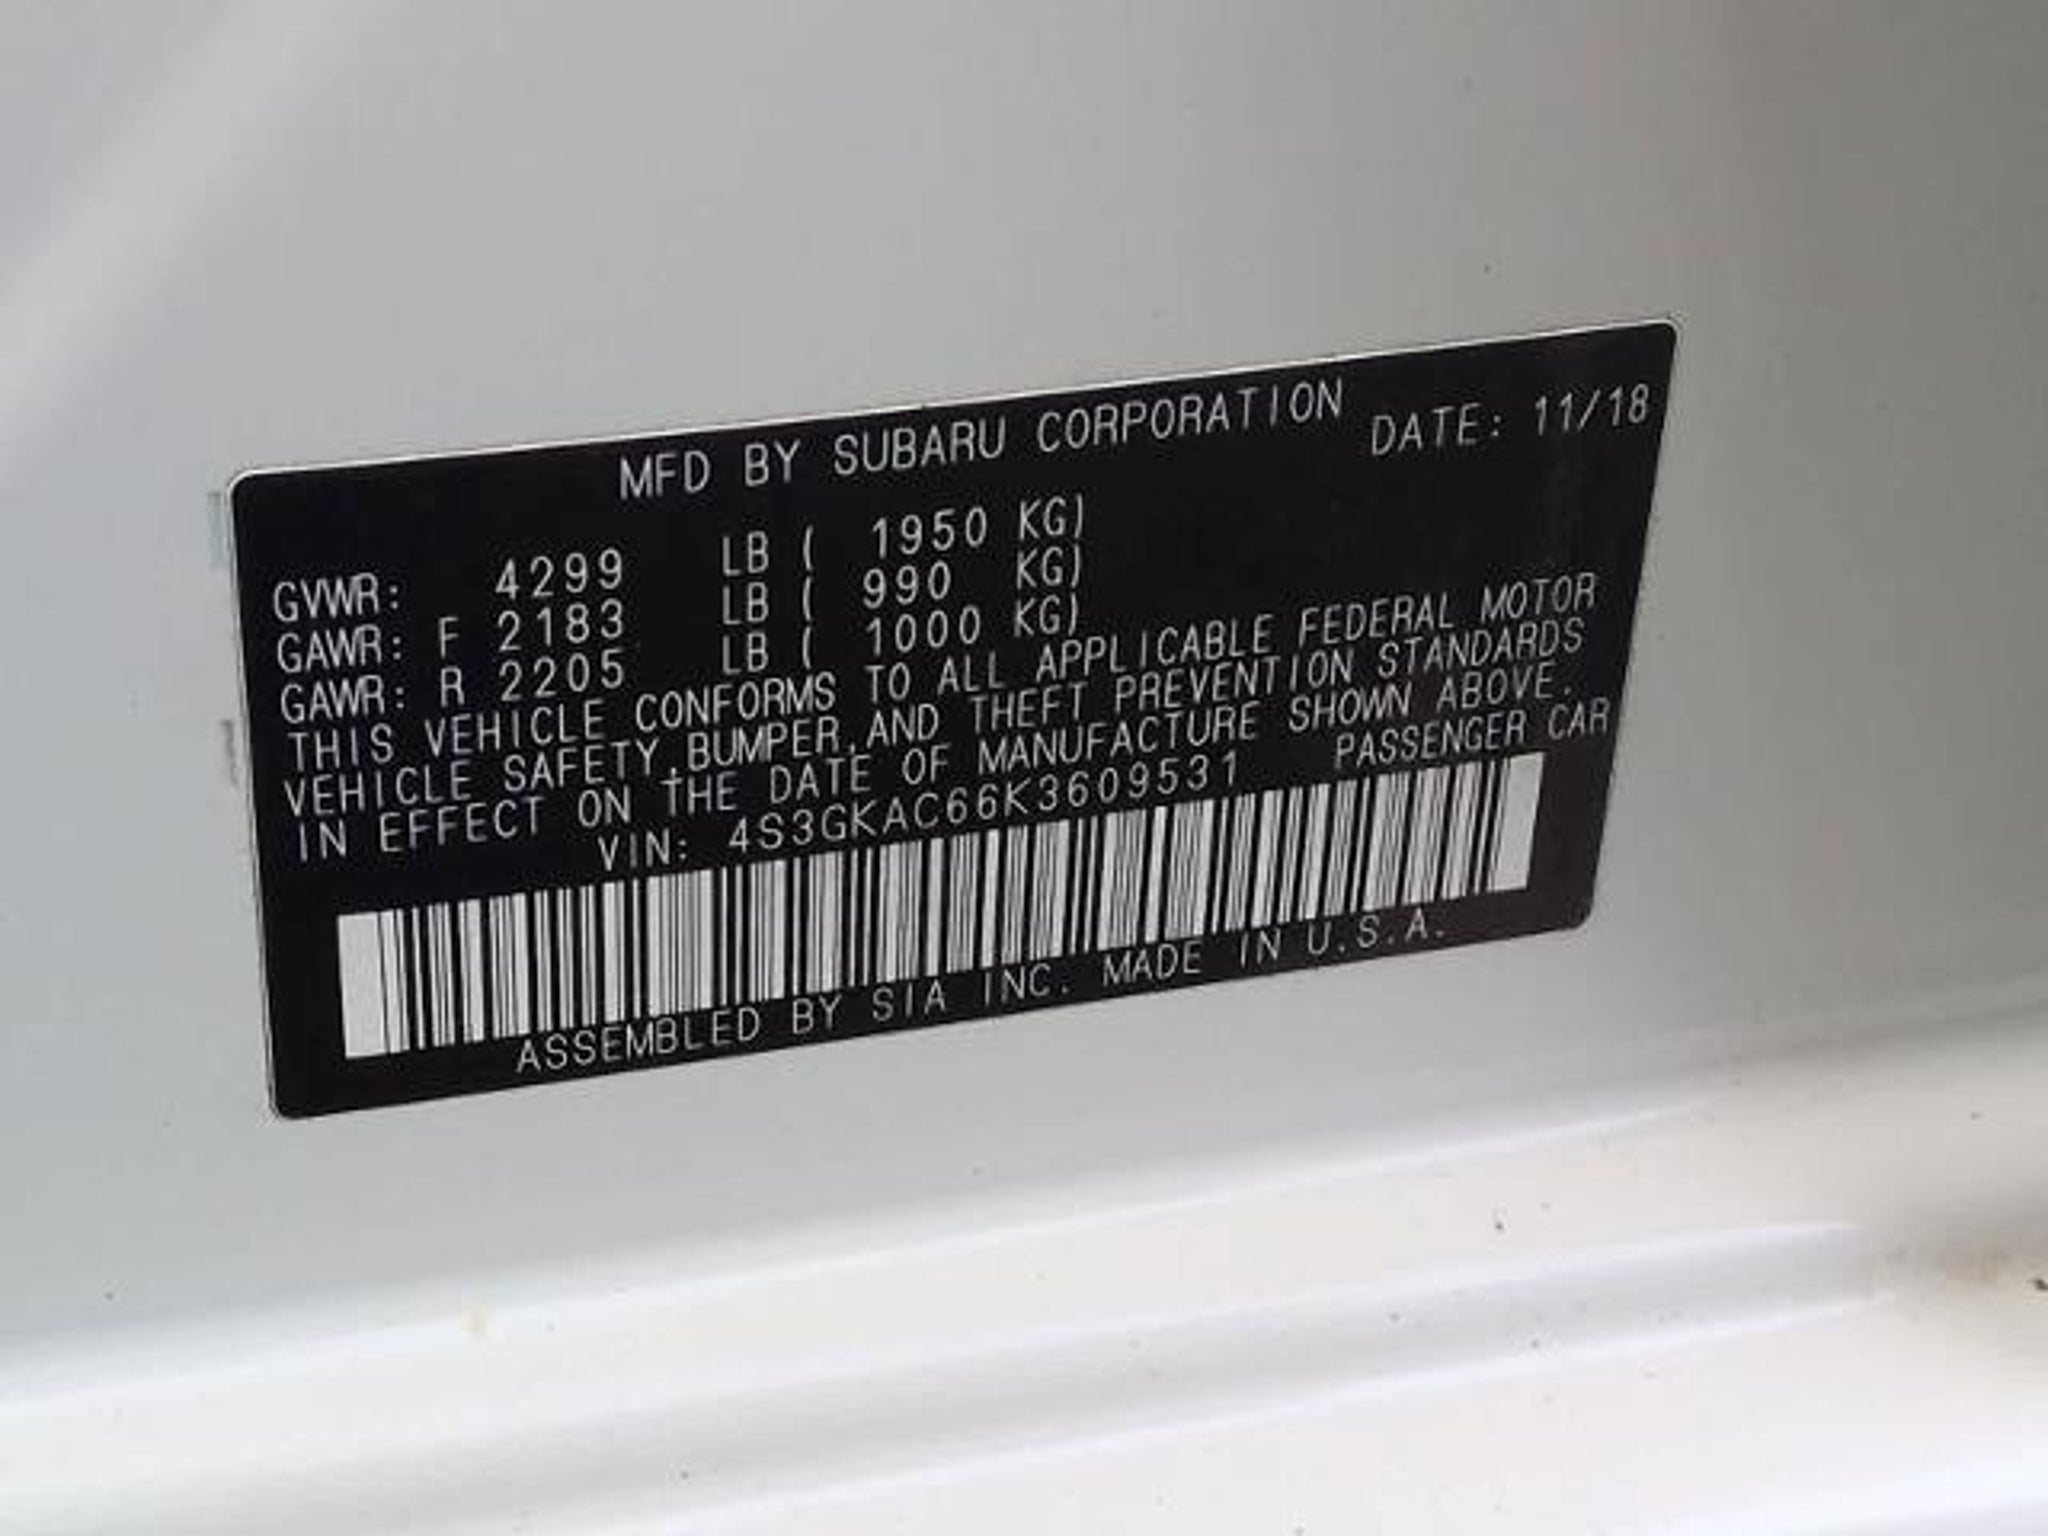 MFD BY SUBARU CORPORATION DATE: 11/18
GVWR: 4299 LB ( 1950 KG)
GAWR: F 2183 LB ( 990 KG)
GAWR: R 2205 LB ( 1000 KG)
THIS VEHICLE CONFORMS TO ALL APPLICABLE FEDERAL MOTOR
VEHICLE SAFETY,BUMPER,AND THEFT PREVENTION STANDARDS
IN EFFECT ON THE DATE OF MANUFACTURE SHOWN ABOVE.
VIN: 4S3GKAC66K3609531 PASSENGER CAR
ASSEMBLED BY SIA INC. MADE IN U.S.A.